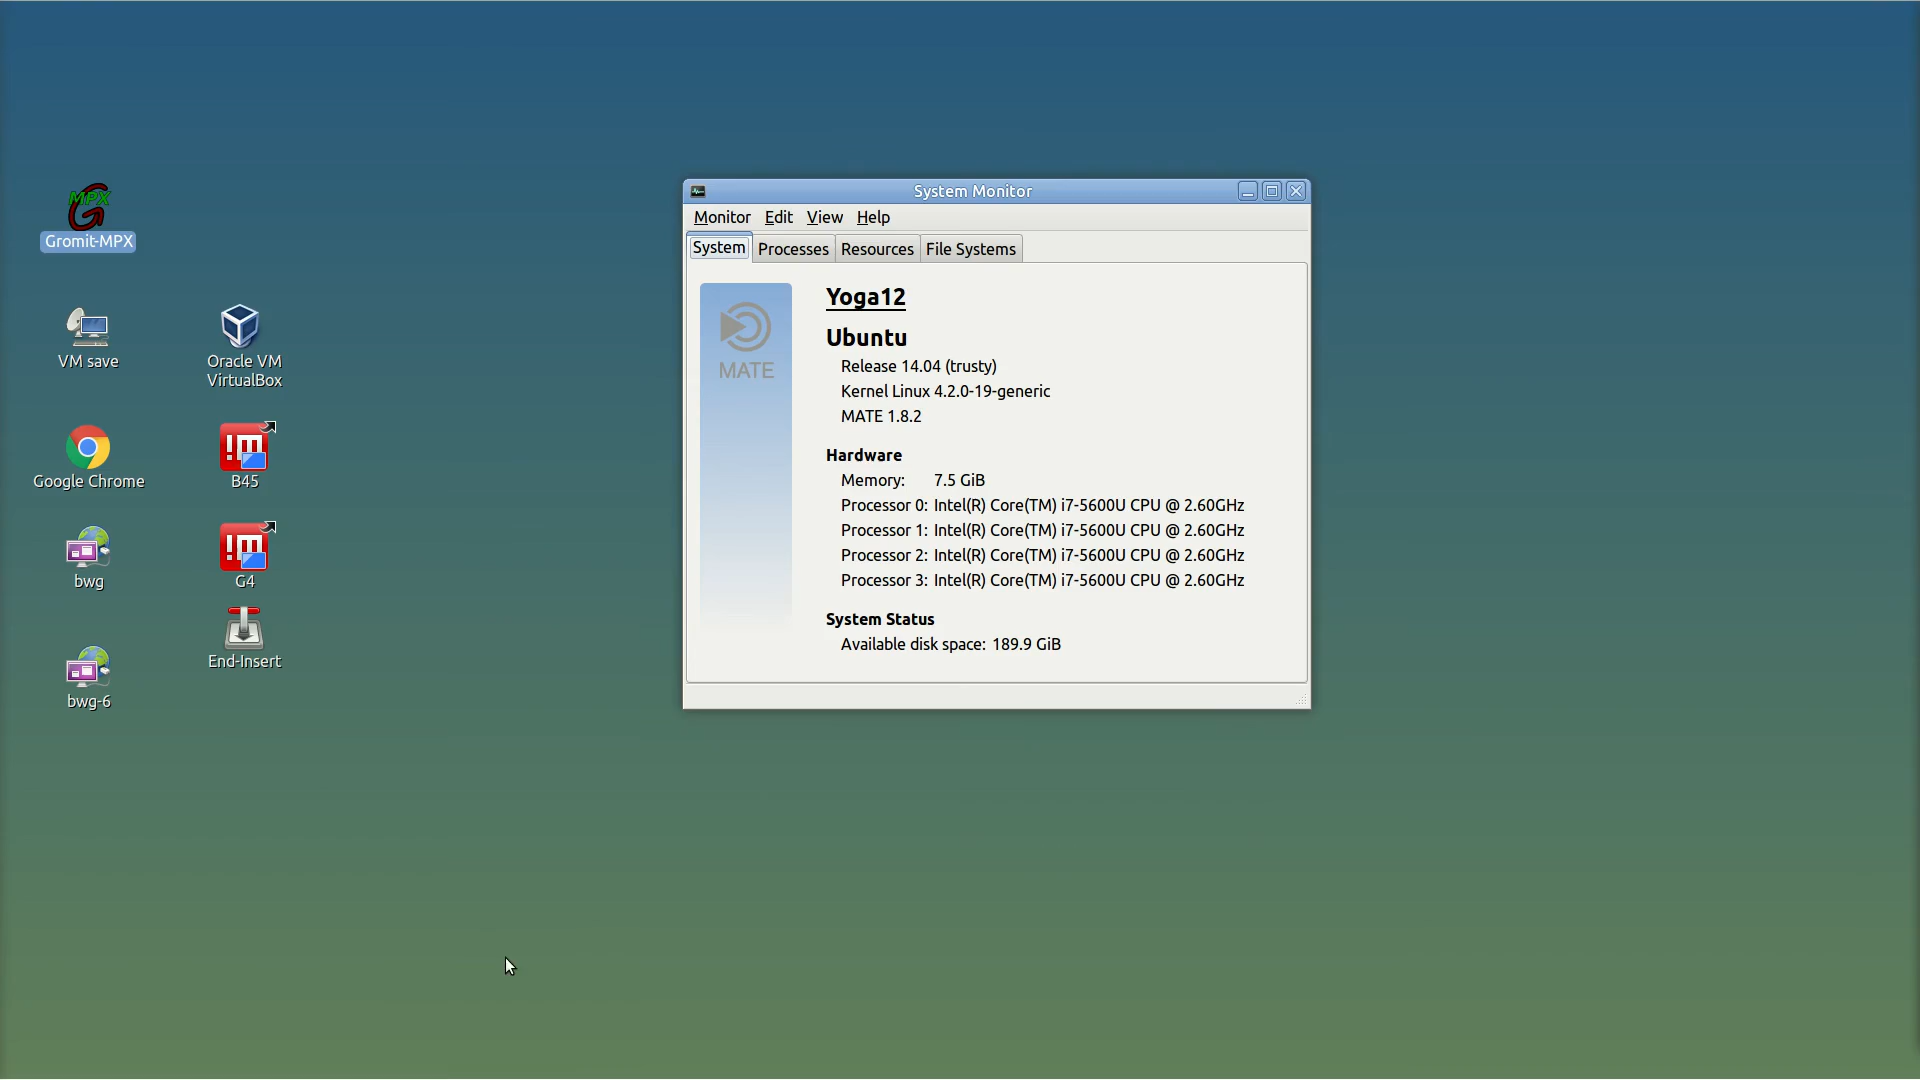 System Monitor
Monitor Edit View Help
System Processes Resources File Systems
MATE
Yoga12
Ubuntu
Release 14.04 (trusty)
Kernel Linux 4.2.0-19-generic
MATE 1.8.2
Hardware
Memory: 7.5 GiB
Processor 0: Intel(R) Core(TM) i7-5600U CPU @ 2.60GHz
Processor 1: Intel(R) Core(TM) i7-5600U CPU @ 2.60GHz
Processor 2: Intel(R) Core(TM) i7-5600U CPU @ 2.60GHz
Processor 3: Intel(R) Core(TM) i7-5600U CPU @ 2.60GHz
System Status
Available disk space: 189.9 GiB
MPX
Gromit-MPX
VM save
Oracle VM
VirtualBox
Google Chrome
!m
B45
bwg
!m
G4
End-Insert
bwg-6